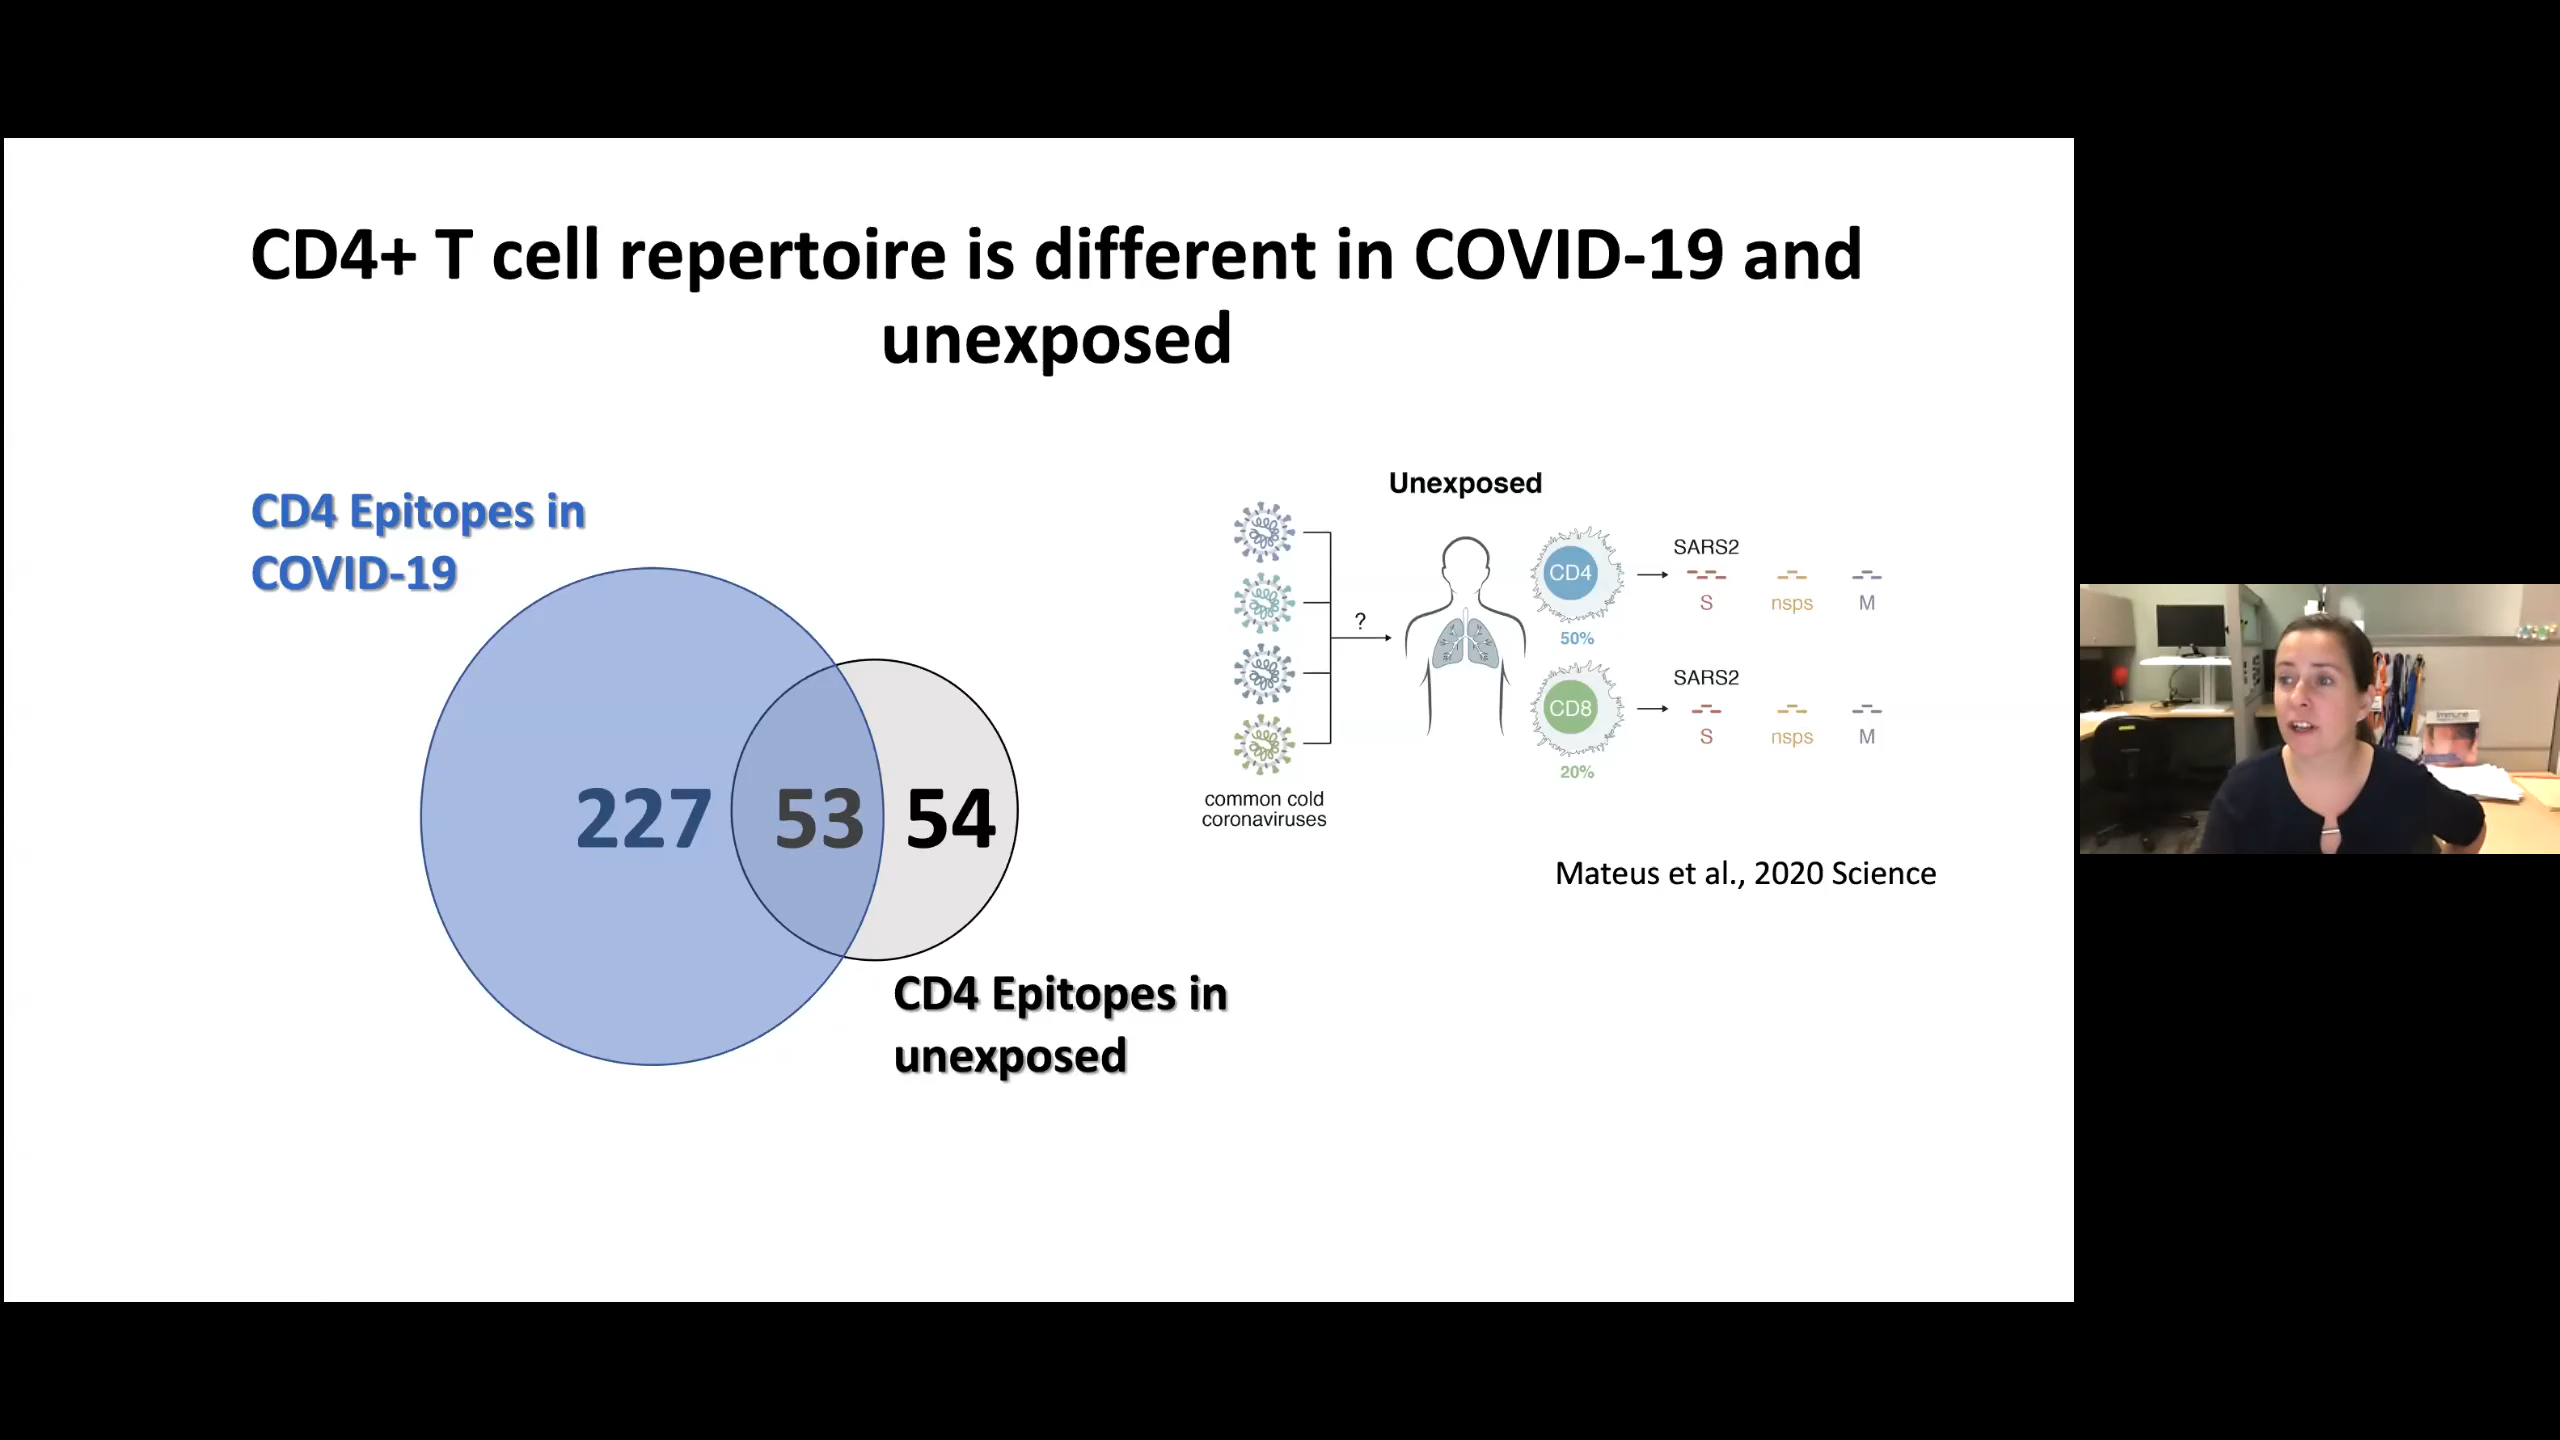 CD4+ T cell repertoire is different in COVID-19 and
unexposed
CD4 Epitopes in
COVID-19
227
53
54
CD4 Epitopes in
unexposed
Unexposed
?
common cold
coronaviruses
CD4
50%
SARS2
S
nsps
M
CD8
20%
SARS2
S
nsps
M
Mateus et al., 2020 Science
immune